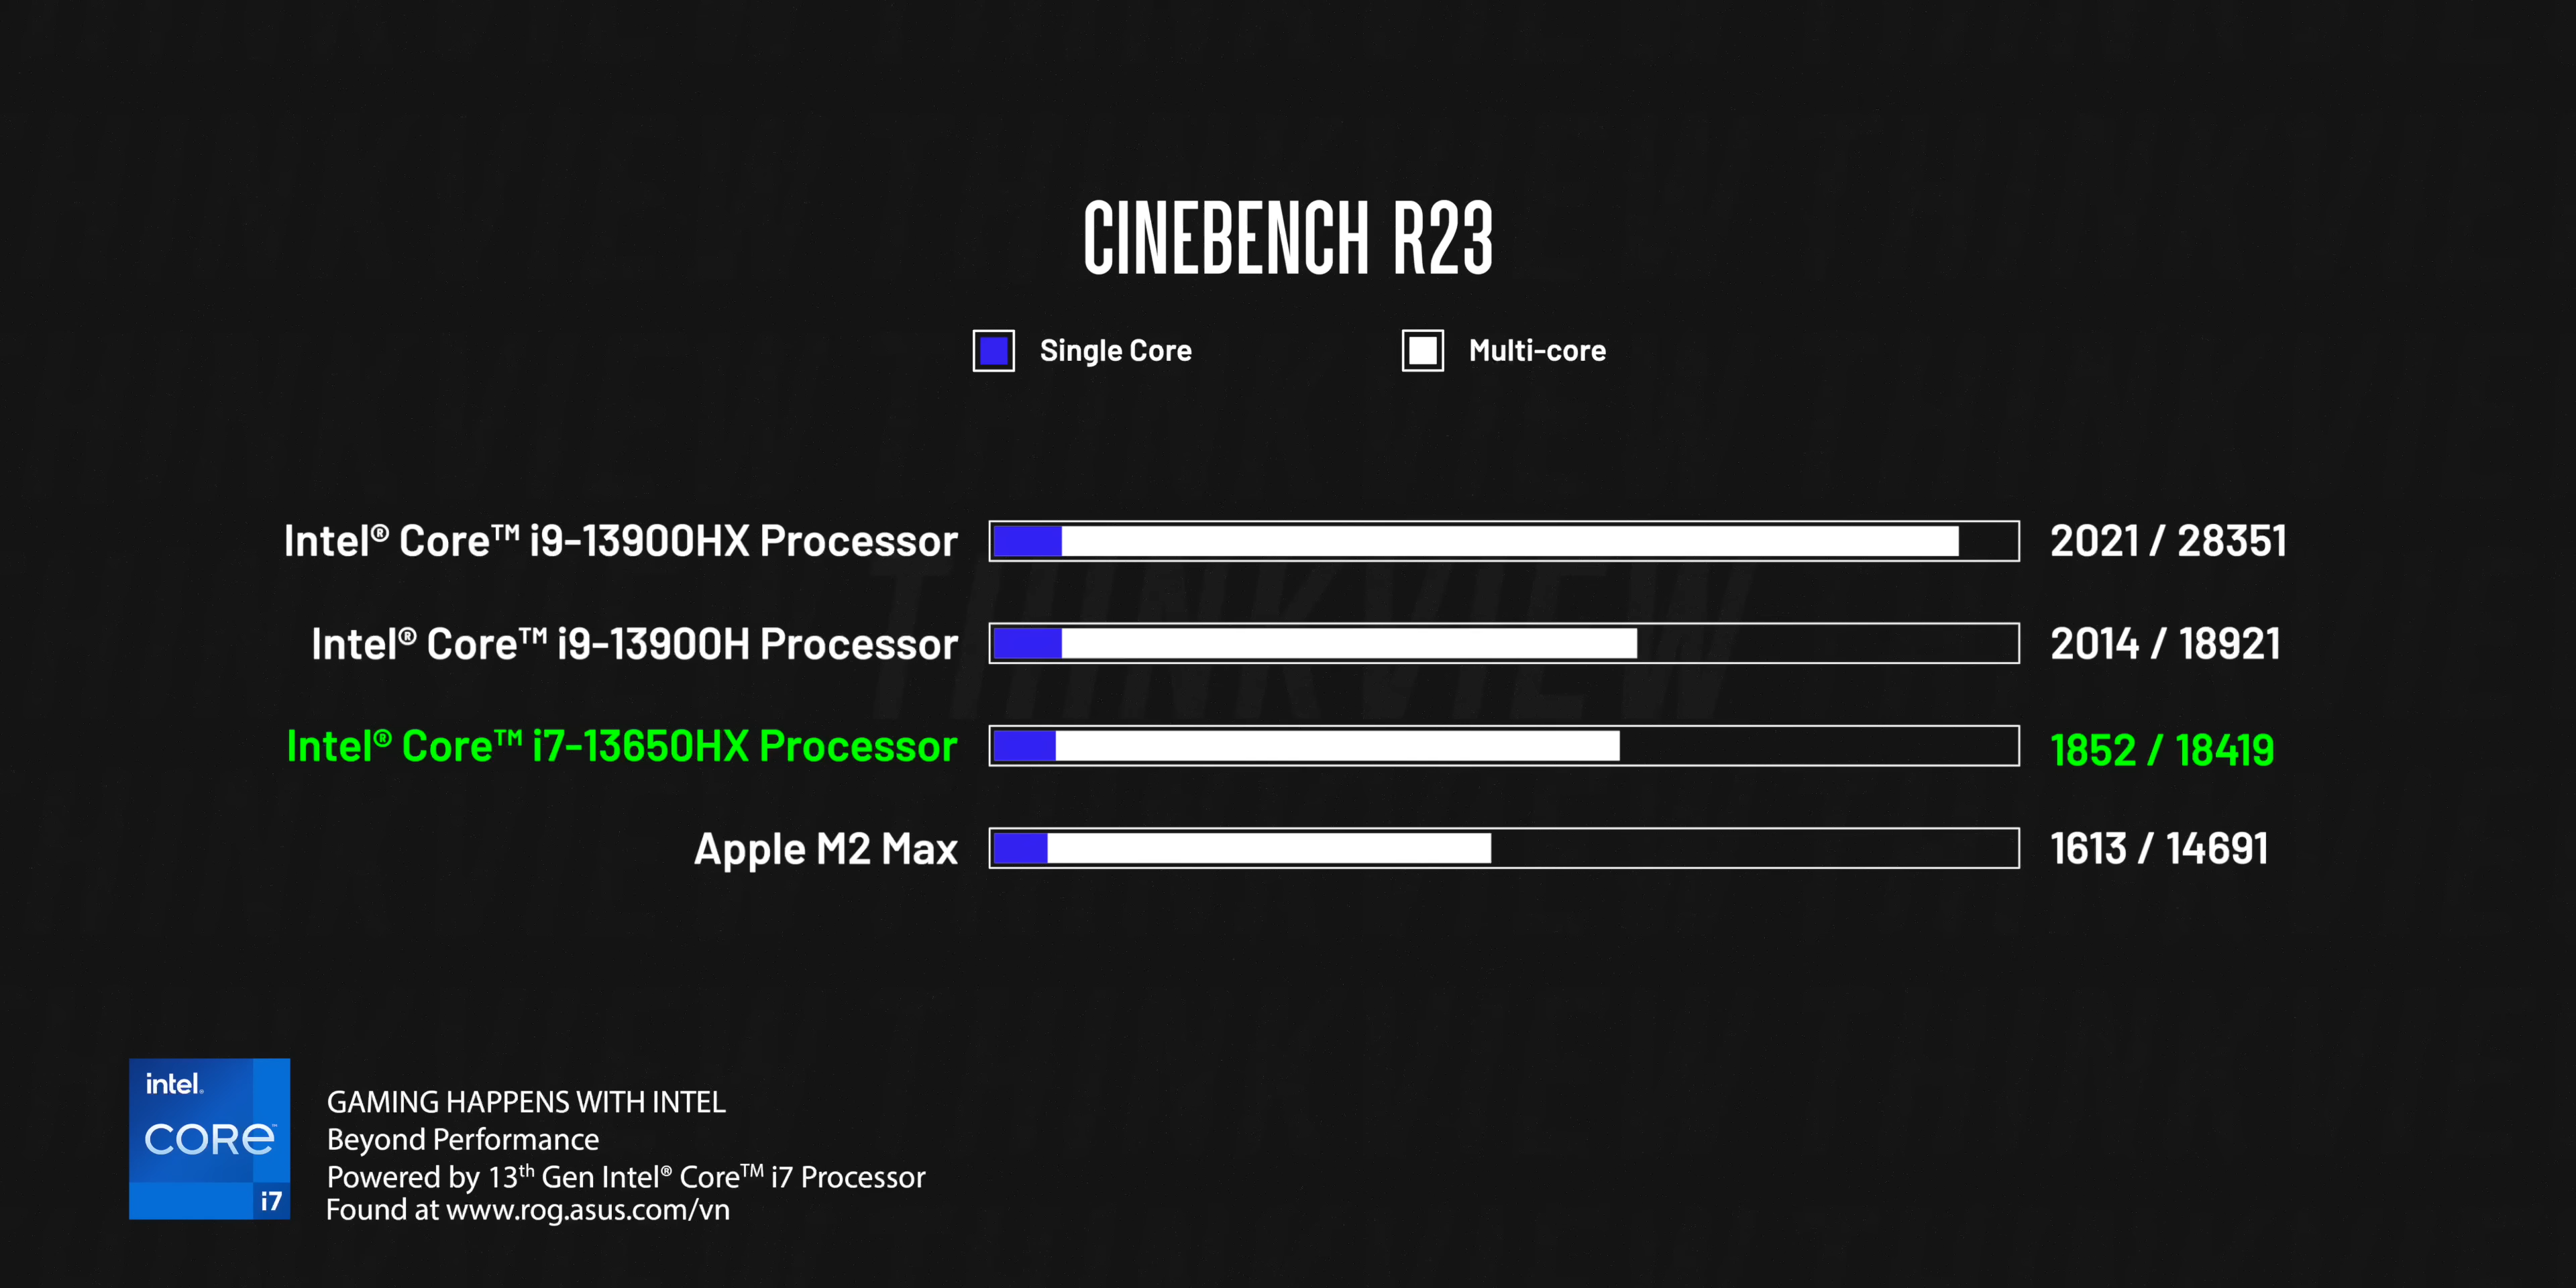 CINEBENCH R23
Single Core
Multi-core
Intel® Core™ i9-13900HX Processor 2021 / 28351
Intel® Core™ i9-13900H Processor 2014 / 18921
Intel® Core™ i7-13650HX Processor 1852 / 18419
Apple M2 Max 1613 / 14691
THINKVIEW
intel.
CORE™
i7
GAMING HAPPENS WITH INTEL
Beyond Performance
Powered by 13th Gen Intel® Core™ i7 Processor
Found at www.rog.asus.com/vn